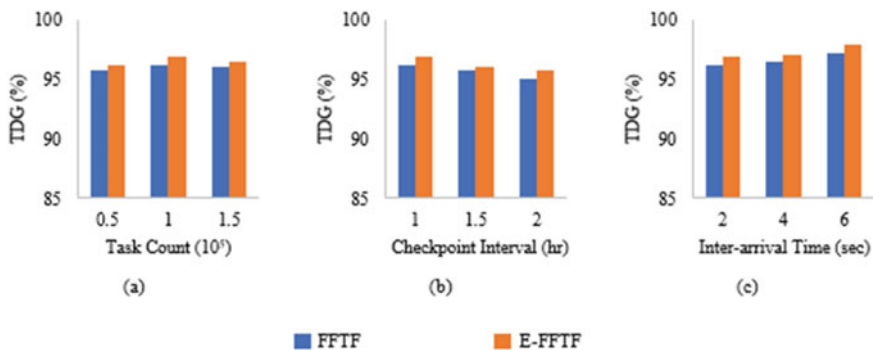 100
95
90
85
TDG (%)
0.5 1 1.5
Task Count (10⁵)
(a)
100
95
90
85
TDG (%)
1 1.5 2
Checkpoint Interval (hr)
(b)
100
95
90
85
TDG (%)
2 4 6
Inter-arrival Time (sec)
(c)
FFTF E-FFTF